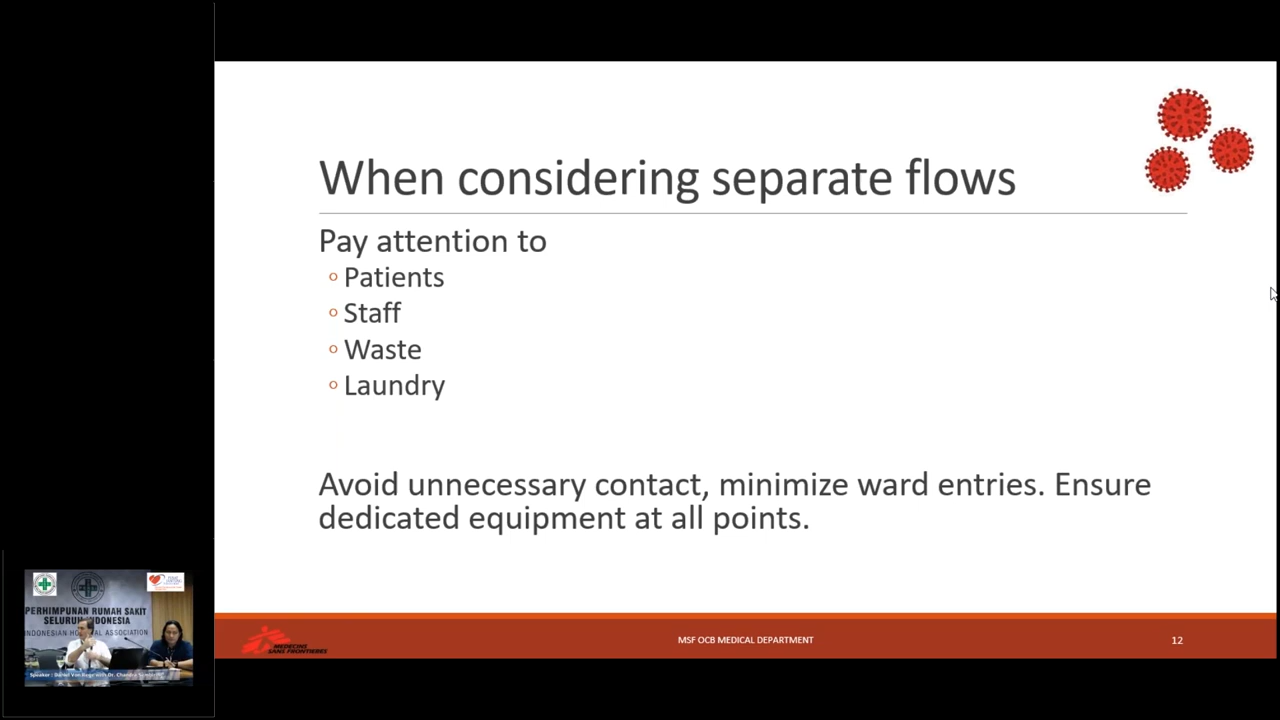 When considering separate flows
Pay attention to
Patients
Staff
Waste
Laundry
Avoid unnecessary contact, minimize ward entries. Ensure
dedicated equipment at all points.
MEDECINS
SANS FRONTIERES
MSF OCB MEDICAL DEPARTMENT
12
PERHIMPUNAN RUMAH SAKIT
SELURUH INDONESIA
INDONESIAN HOSPITAL ASSOCIATION
Speaker :